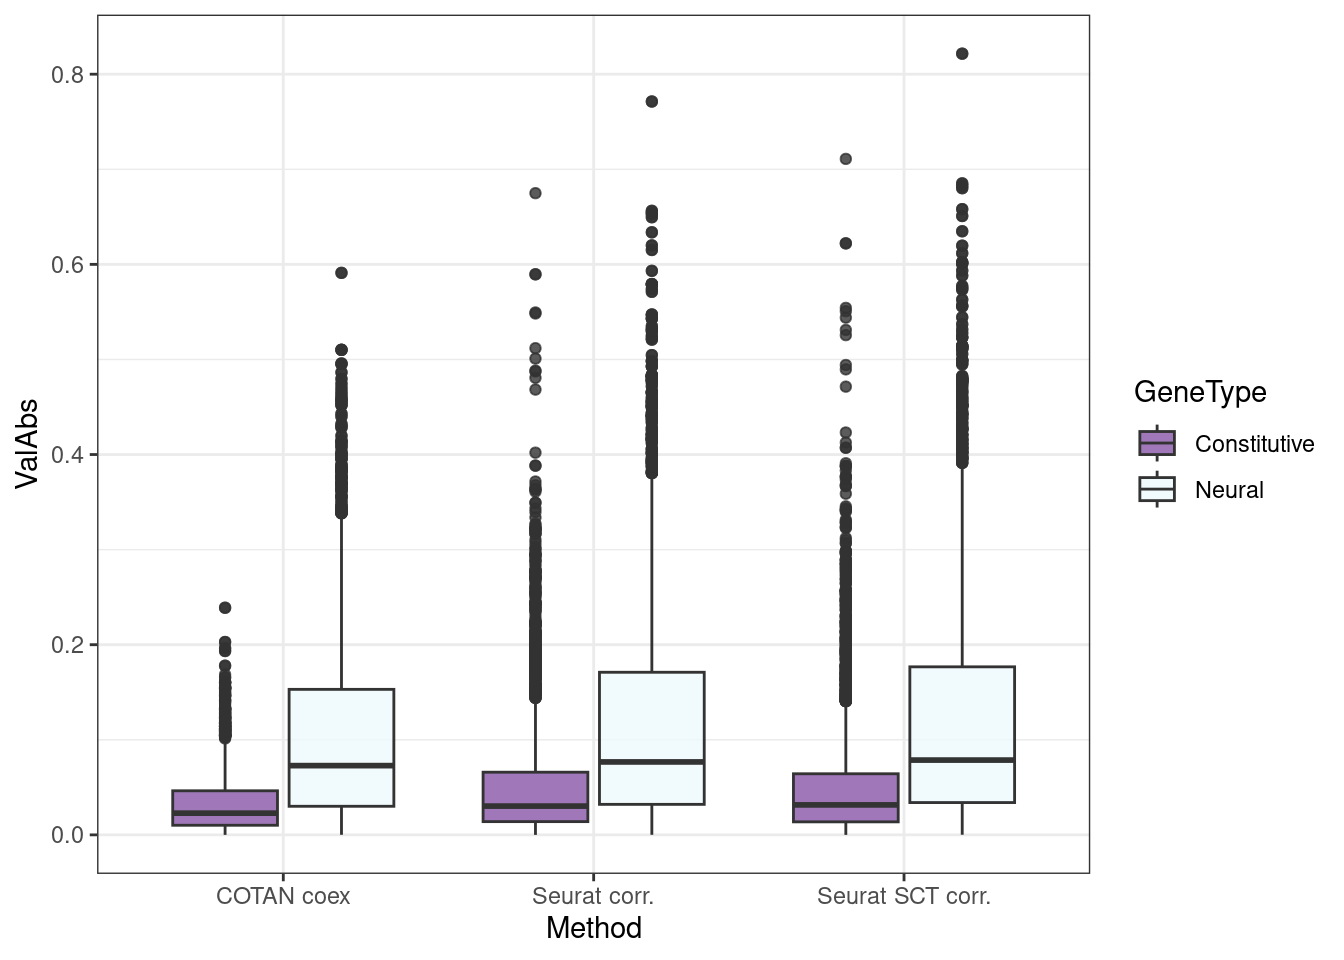 0.8
0.6
0.4
0.2
0.0
ValAbs
COTAN coex
Seurat corr.
Seurat SCT corr.
Method
GeneType
Constitutive
Neural